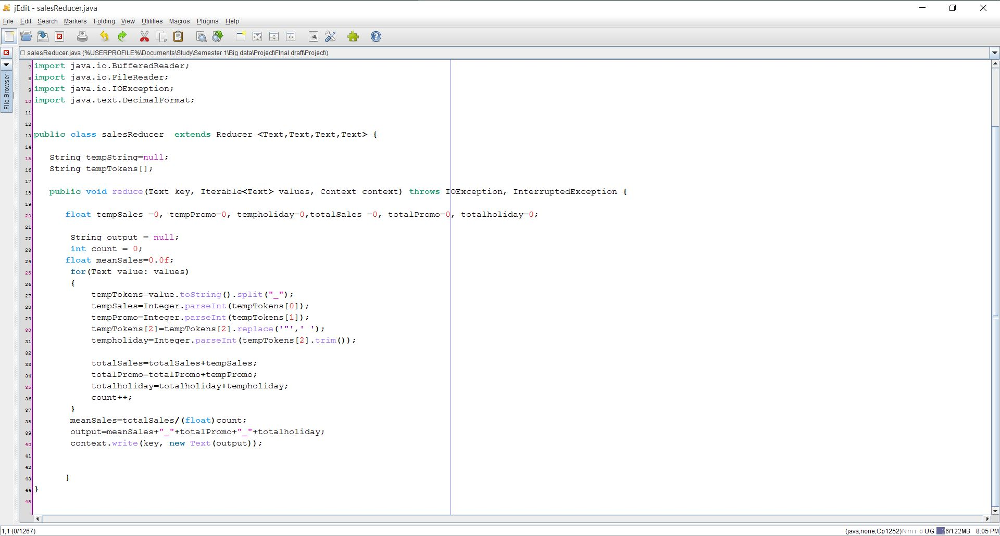 jEdit - salesReducer.java
File Edit Search Markers Folding View Utilities Macros Plugins Help
salesReducer.java (%USERPROFILE%\Documents\Study\Semester 1\Big data\Project\FInal draft\Project\)
File Browser
7 import java.io.BufferedReader;
8 import java.io.FileReader;
9 import java.io.IOException;
10 import java.text.DecimalFormat;
11
12
13 public class salesReducer  extends Reducer <Text,Text,Text,Text> {
14
15    String tempString=null;
16    String tempTokens[];
17
18    public void reduce(Text key, Iterable<Text> values, Context context) throws IOException, InterruptedException {
19
20       float tempSales =0, tempPromo=0, tempholiday=0,totalSales =0, totalPromo=0, totalholiday=0;
21
22        String output = null;
23        int count = 0;
24       float meanSales=0.0f;
25        for(Text value: values)
26        {
27            tempTokens=value.toString().split("_");
28            tempSales=Integer.parseInt(tempTokens[0]);
29            tempPromo=Integer.parseInt(tempTokens[1]);
30            tempTokens[2]=tempTokens[2].replace('"',' ');
31            tempholiday=Integer.parseInt(tempTokens[2].trim());
32
33            totalSales=totalSales+tempSales;
34            totalPromo=totalPromo+tempPromo;
35            totalholiday=totalholiday+tempholiday;
36            count++;
37        }
38        meanSales=totalSales/(float)count;
39        output=meanSales+"_"+totalPromo+"_"+totalholiday;
40        context.write(key, new Text(output));
41
42
43       }
44 }
45
1,1 (0/1267)
(java,none,Cp1252)Nm r o UG 26/122MB 8:05 PM